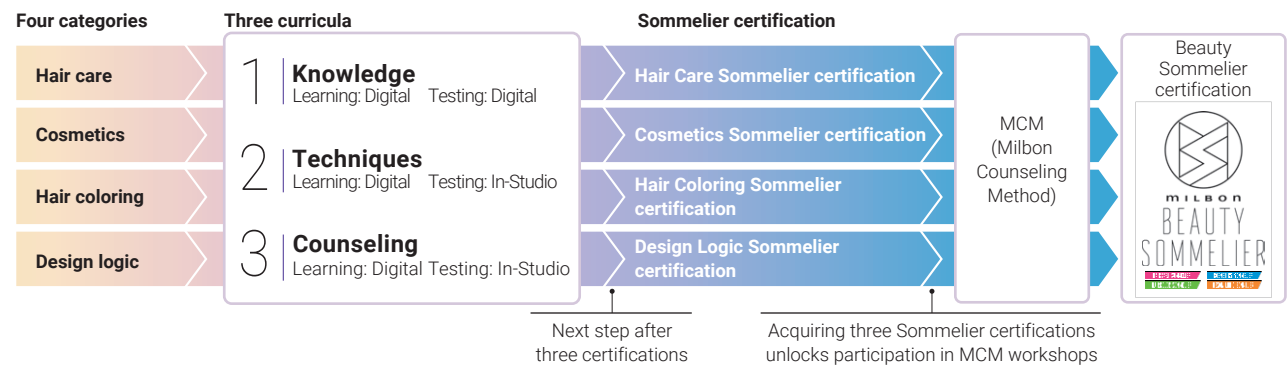 Four categories
Three curricula
Sommelier certification
Hair care
Cosmetics
Hair coloring
Design logic
1
Knowledge
Learning: Digital Testing: Digital
2
Techniques
Learning: Digital Testing: In-Studio
3
Counseling
Learning: Digital Testing: In-Studio
Hair Care Sommelier certification
Cosmetics Sommelier certification
Hair Coloring Sommelier
certification
Design Logic Sommelier
certification
MCM
(Milbon
Counseling
Method)
Beauty
Sommelier
certification
MILBON
BEAUTY
SOMMELIER
Next step after
three certifications
Acquiring three Sommelier certifications
unlocks participation in MCM workshops